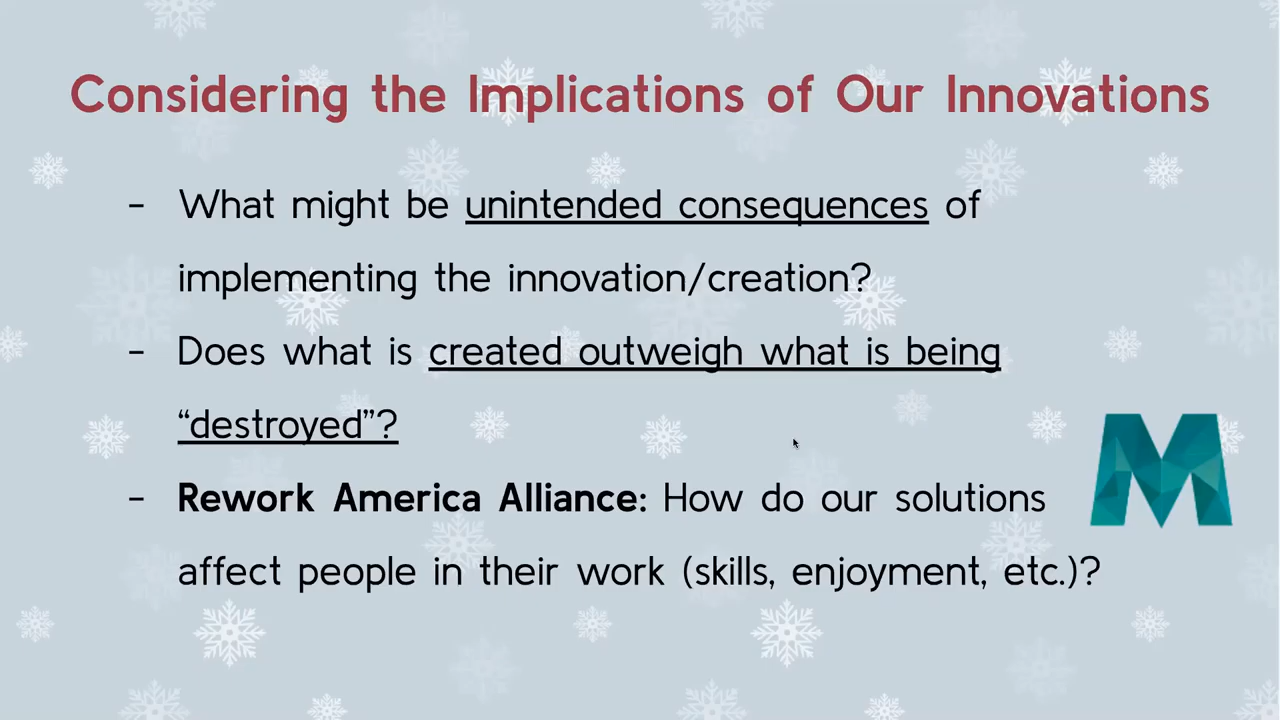 Considering the Implications of Our Innovations
- What might be unintended consequences of
implementing the innovation/creation?
- Does what is created outweigh what is being
“destroyed”?
- Rework America Alliance: How do our solutions
affect people in their work (skills, enjoyment, etc.)?
M